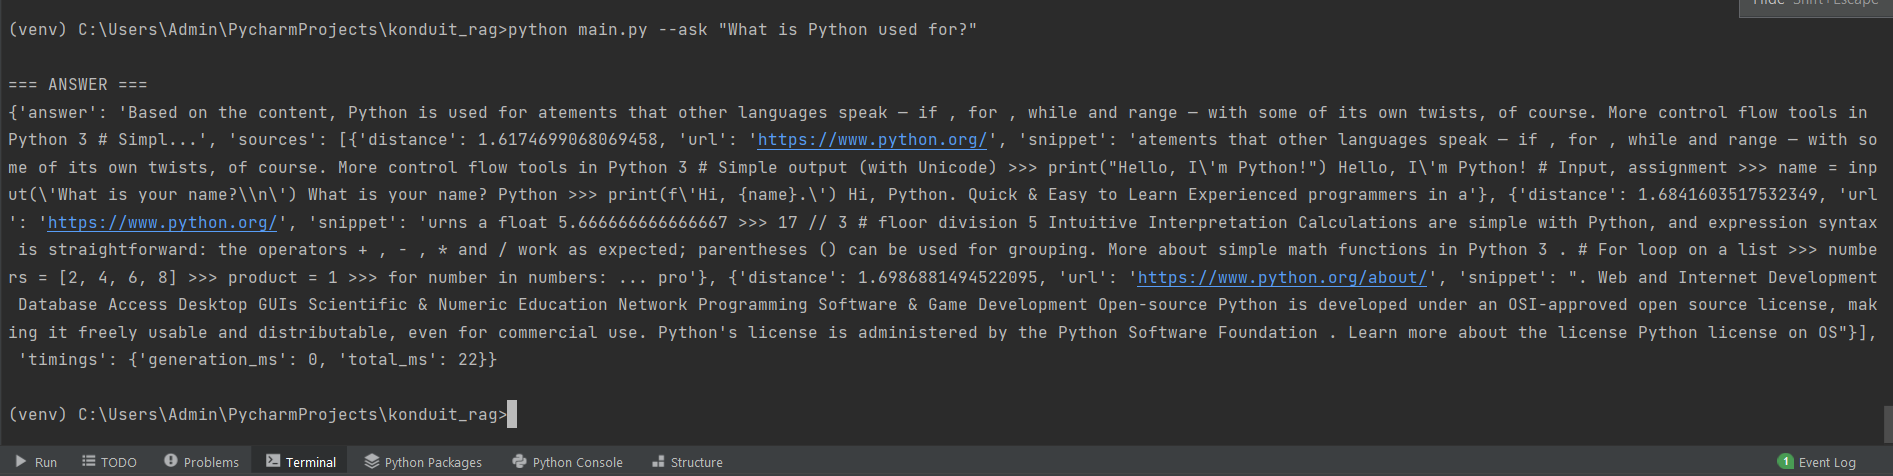 Hide Shift+Escape
(venv) C:\Users\Admin\PycharmProjects\konduit_rag>python main.py --ask "What is Python used for?"
=== ANSWER ===
{'answer': 'Based on the content, Python is used for atements that other languages speak — if , for , while and range — with some of its own twists, of course. More control flow tools in
Python 3 # Simpl...', 'sources': [{'distance': 1.6174699068069458, 'url': 'https://www.python.org/', 'snippet': 'atements that other languages speak — if , for , while and range — with so
me of its own twists, of course. More control flow tools in Python 3 # Simple output (with Unicode) >>> print("Hello, I\'m Python!") Hello, I\'m Python! # Input, assignment >>> name = inp
ut(\'What is your name?\\n\') What is your name? Python >>> print(f\'Hi, {name}.\') Hi, Python. Quick & Easy to Learn Experienced programmers in a'}, {'distance': 1.6841603517532349, 'url
': 'https://www.python.org/', 'snippet': 'urns a float 5.666666666666667 >>> 17 // 3 # floor division 5 Intuitive Interpretation Calculations are simple with Python, and expression syntax
is straightforward: the operators + , - , * and / work as expected; parentheses () can be used for grouping. More about simple math functions in Python 3 . # For loop on a list >>> numbe
rs = [2, 4, 6, 8] >>> product = 1 >>> for number in numbers: ... pro'}, {'distance': 1.6986881494522095, 'url': 'https://www.python.org/about/', 'snippet': ". Web and Internet Development
Database Access Desktop GUIs Scientific & Numeric Education Network Programming Software & Game Development Open-source Python is developed under an OSI-approved open source license, mak
ing it freely usable and distributable, even for commercial use. Python's license is administered by the Python Software Foundation . Learn more about the license Python license on OS"}],
'timings': {'generation_ms': 0, 'total_ms': 22}}
(venv) C:\Users\Admin\PycharmProjects\konduit_rag>
Run TODO Problems Terminal Python Packages Python Console Structure 1 Event Log